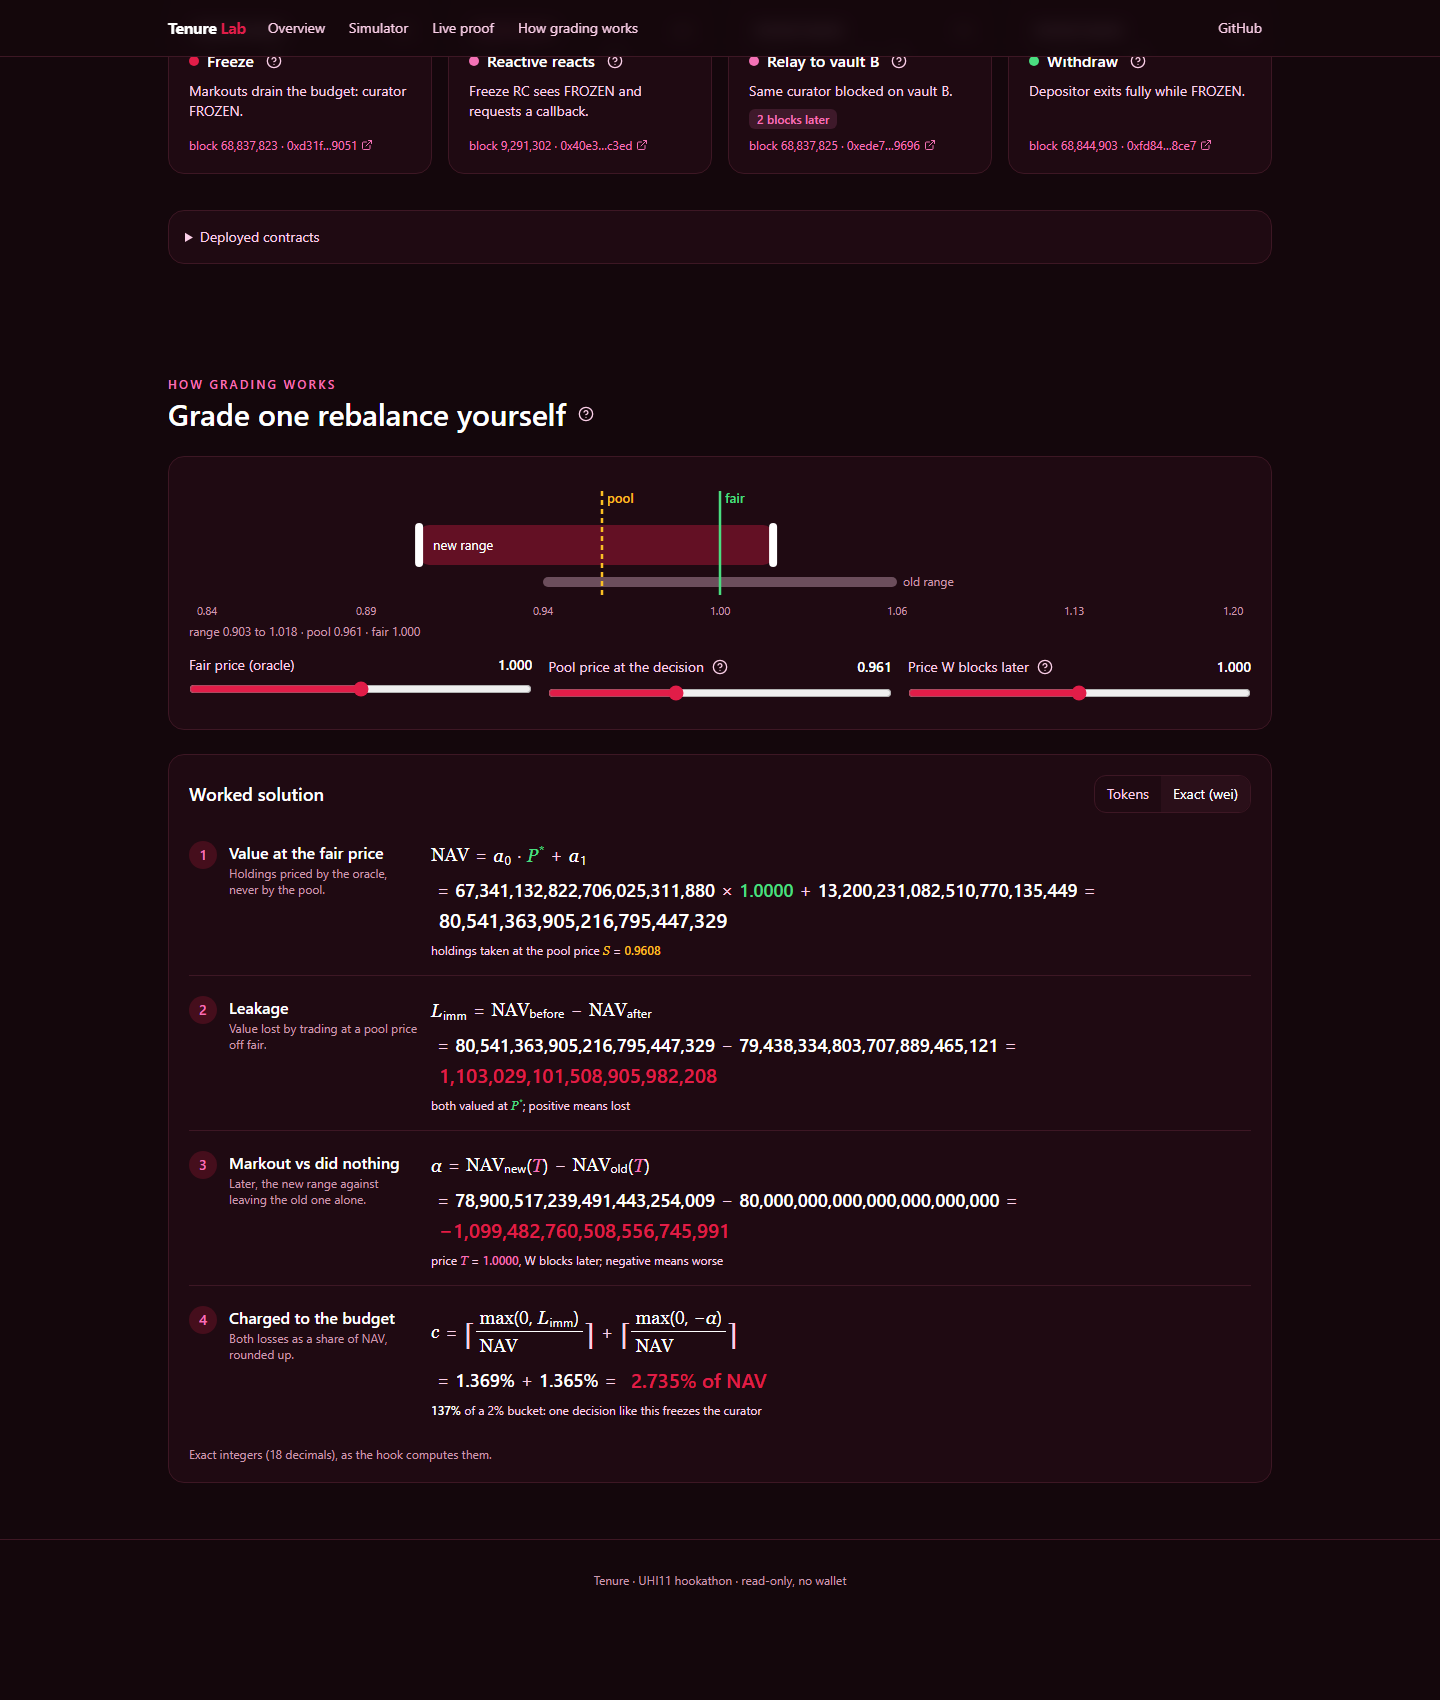 Tenure Lab Overview Simulator Live proof How grading works GitHub
Freeze
Markouts drain the budget: curator
FROZEN.
block 68,837,823 · 0xd31f...9051
Reactive reacts
Freeze RC sees FROZEN and
requests a callback.
block 9,291,302 · 0x40e3...c3ed
Relay to vault B
Same curator blocked on vault B.
2 blocks later
block 68,837,825 · 0xede7...9696
Withdraw
Depositor exits fully while FROZEN.
block 68,844,903 · 0xfd84...8ce7
▶ Deployed contracts
HOW GRADING WORKS
Grade one rebalance yourself
pool fair
new range
old range
0.84 0.89 0.94 1.00 1.06 1.13 1.20
range 0.903 to 1.018 · pool 0.961 · fair 1.000
Fair price (oracle) 1.000
Pool price at the decision 0.961
Price W blocks later 1.000
Worked solution
Tokens Exact (wei)
1 Value at the fair price
Holdings priced by the oracle,
never by the pool.
NAV = a₀ · P* + a₁
= 67,341,132,822,706,025,311,880 × 1.0000 + 13,200,231,082,510,770,135,449 =
80,541,363,905,216,795,447,329
holdings taken at the pool price S = 0.9608
2 Leakage
Value lost by trading at a pool price
off fair.
L_imm = NAV_before − NAV_after
= 80,541,363,905,216,795,447,329 − 79,438,334,803,707,889,465,121 =
1,103,029,101,508,905,982,208
both valued at P*; positive means lost
3 Markout vs did nothing
Later, the new range against
leaving the old one alone.
α = NAV_new(T) − NAV_old(T)
= 78,900,517,239,491,443,254,009 − 80,000,000,000,000,000,000,000 =
−1,099,482,760,508,556,745,991
price T = 1.0000, W blocks later; negative means worse
4 Charged to the budget
Both losses as a share of NAV,
rounded up.
c = ⌈max(0, L_imm) / NAV⌉ + ⌈max(0, −α) / NAV⌉
= 1.369% + 1.365% = 2.735% of NAV
137% of a 2% bucket: one decision like this freezes the curator
Exact integers (18 decimals), as the hook computes them.
Tenure · UHI11 hookathon · read-only, no wallet